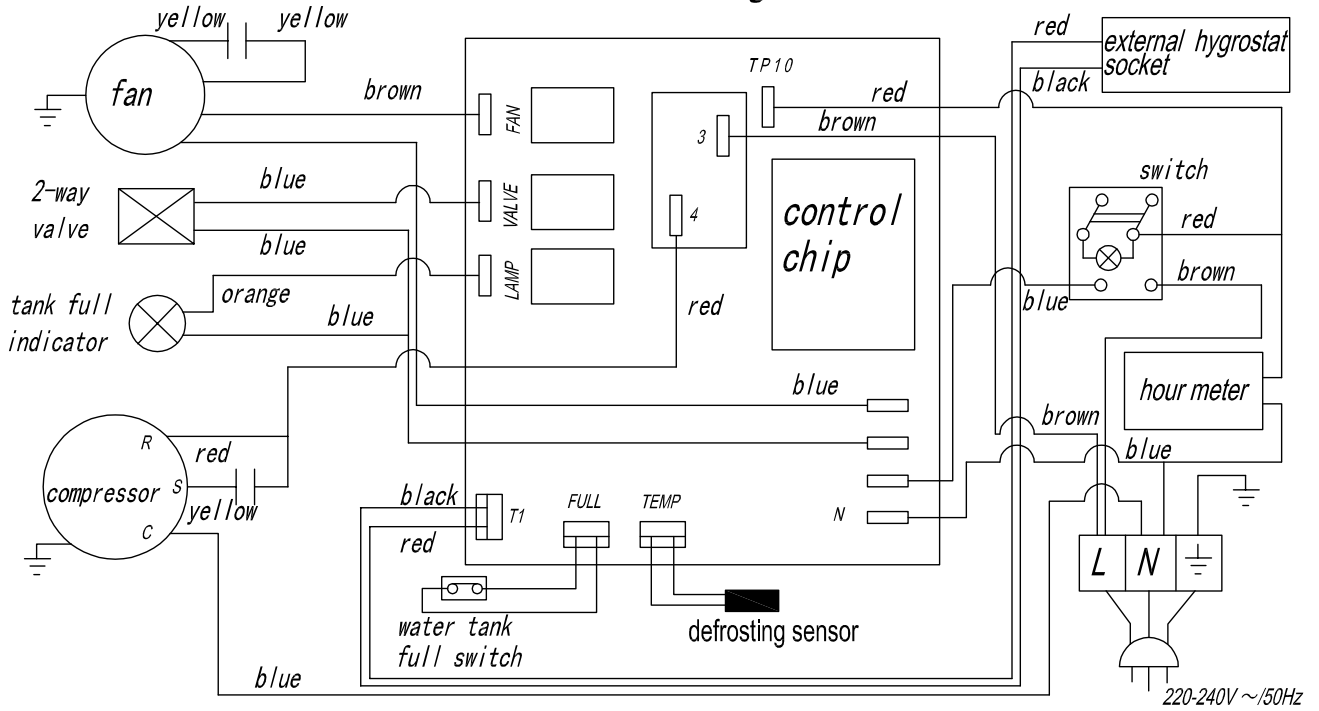 yellow
yellow
fan
brown
FAN
TP10
red
brown
red
external hygrostat
socket
black
3
4
control
chip
switch
red
brown
blue
2-way
valve
blue
blue
VALVE
LAMP
tank full
indicator
orange
blue
red
blue
hour meter
brown
blue
R
red
compressor
S
yellow
C
black
red
T1
FULL
TEMP
N
L
N
water tank
full switch
defrosting sensor
blue
220-240V ～/50Hz